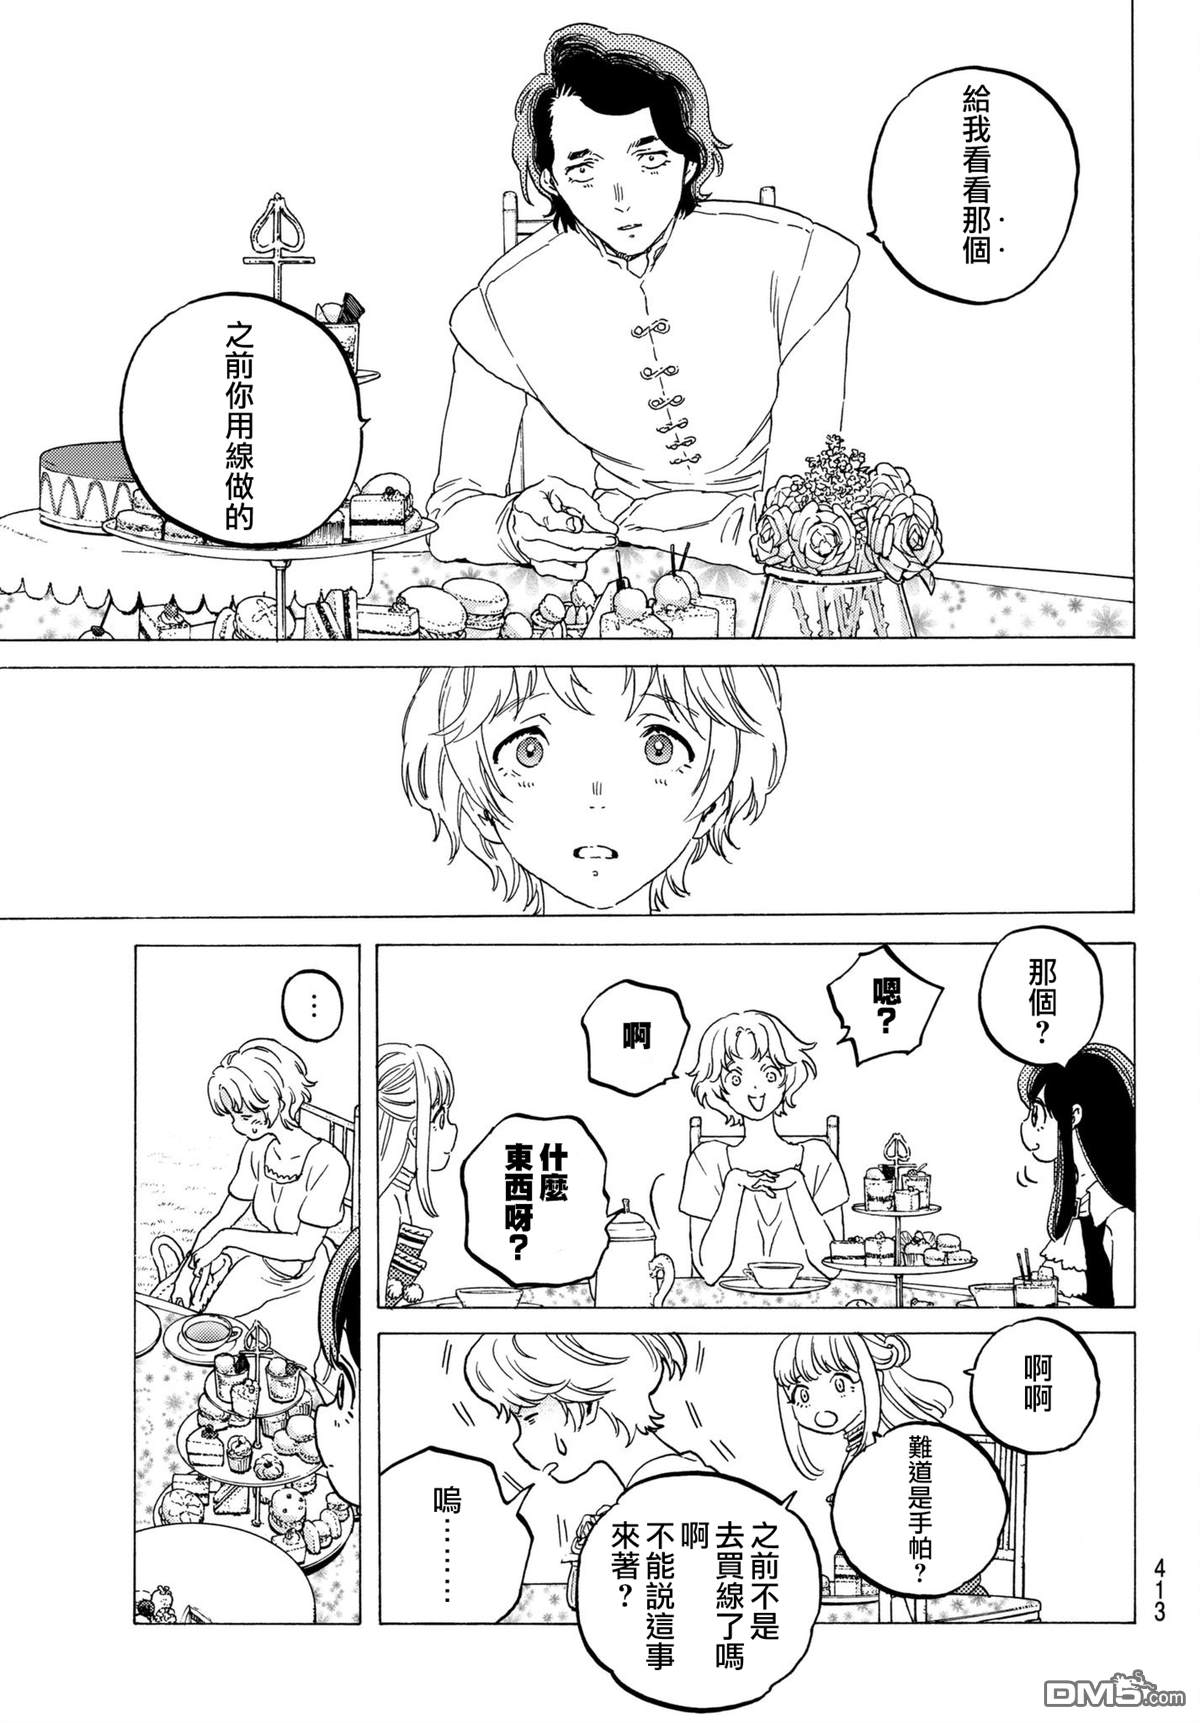 給我看看那個
之前你用線做的
那個?
嗯?
啊
什麼
東西呀?
⋯
啊啊
難道是手帕?
之前不是
去買線了嗎
啊
不能說這事
來著?
嗚⋯⋯⋯
413
DM5.com